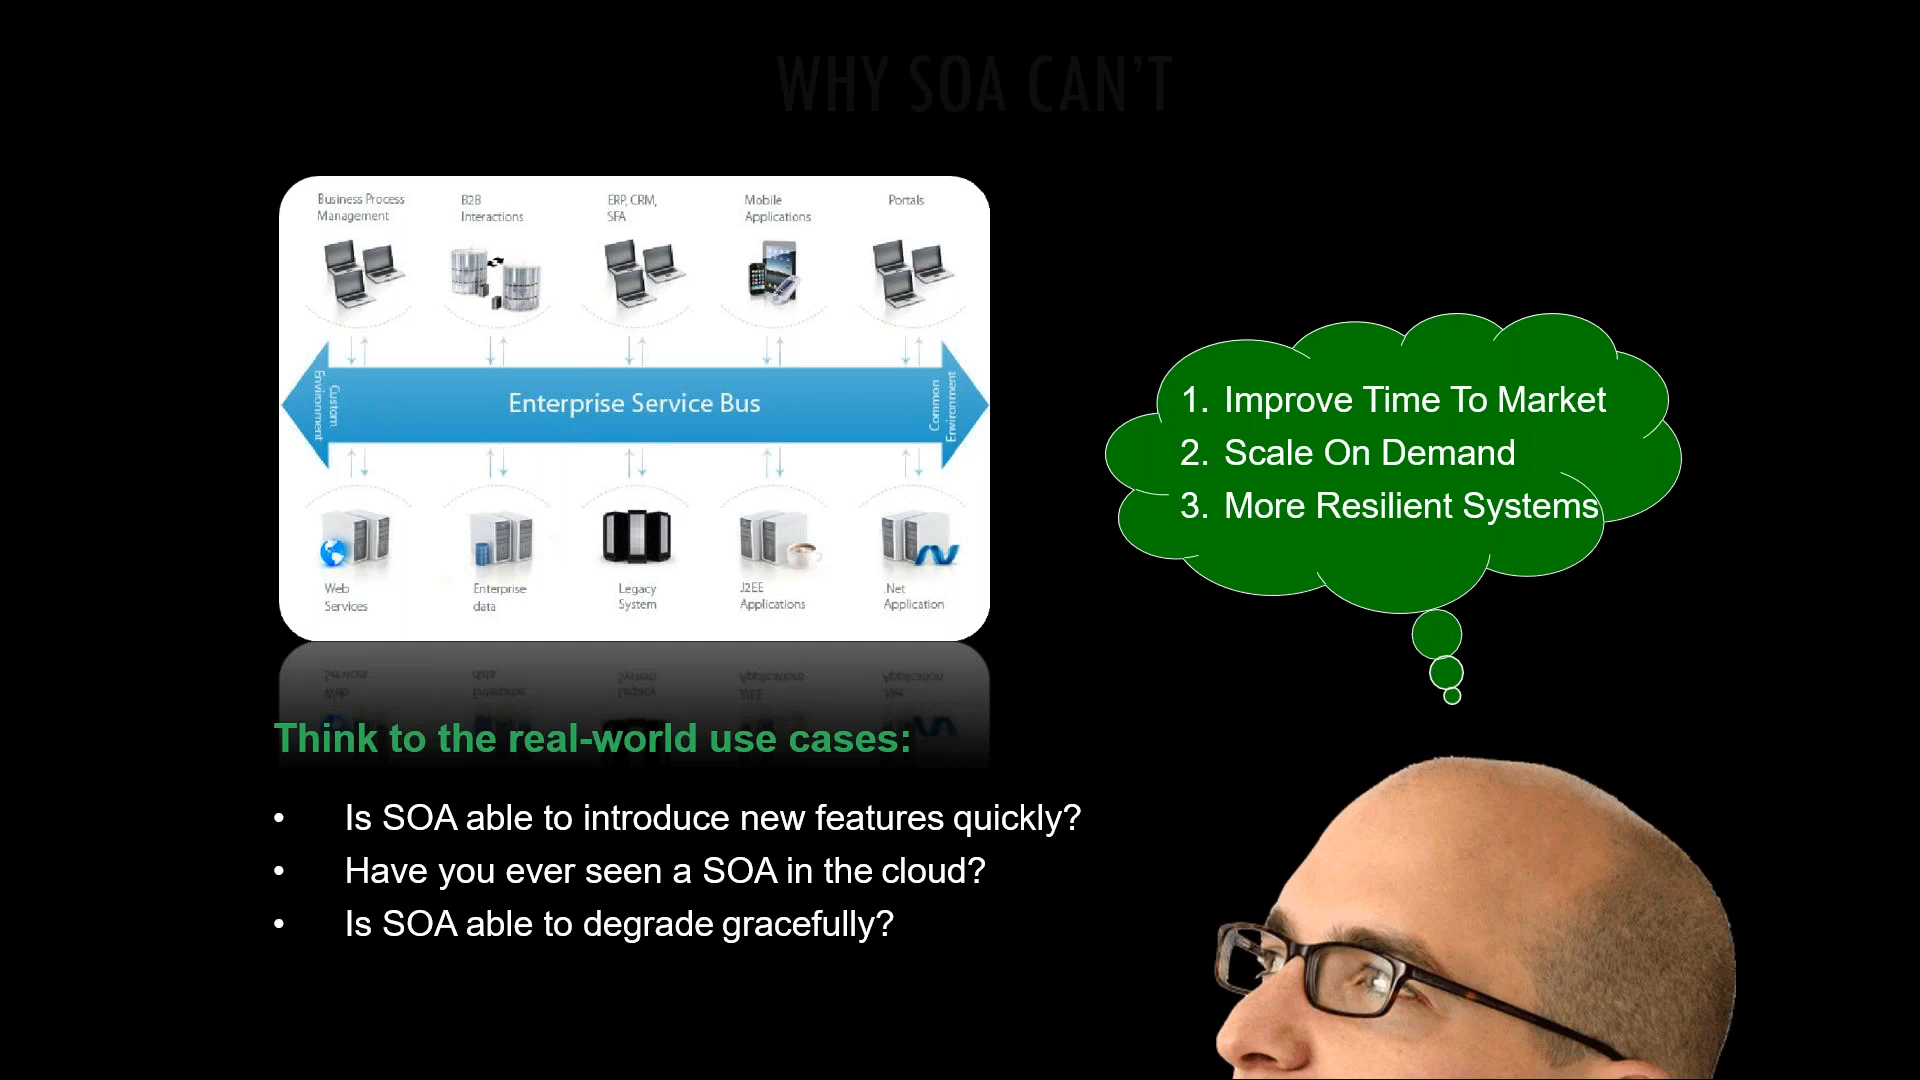 WHY SOA CAN'T
Business Process
Management
B2B
Interactions
ERP, CRM,
SFA
Mobile
Applications
Portals
Custom
Environment
Enterprise Service Bus
Common
Environment
Web
Services
Enterprise
data
Legacy
System
J2EE
Applications
.Net
Application
1. Improve Time To Market
2. Scale On Demand
3. More Resilient Systems
Think to the real-world use cases:
• Is SOA able to introduce new features quickly?
• Have you ever seen a SOA in the cloud?
• Is SOA able to degrade gracefully?